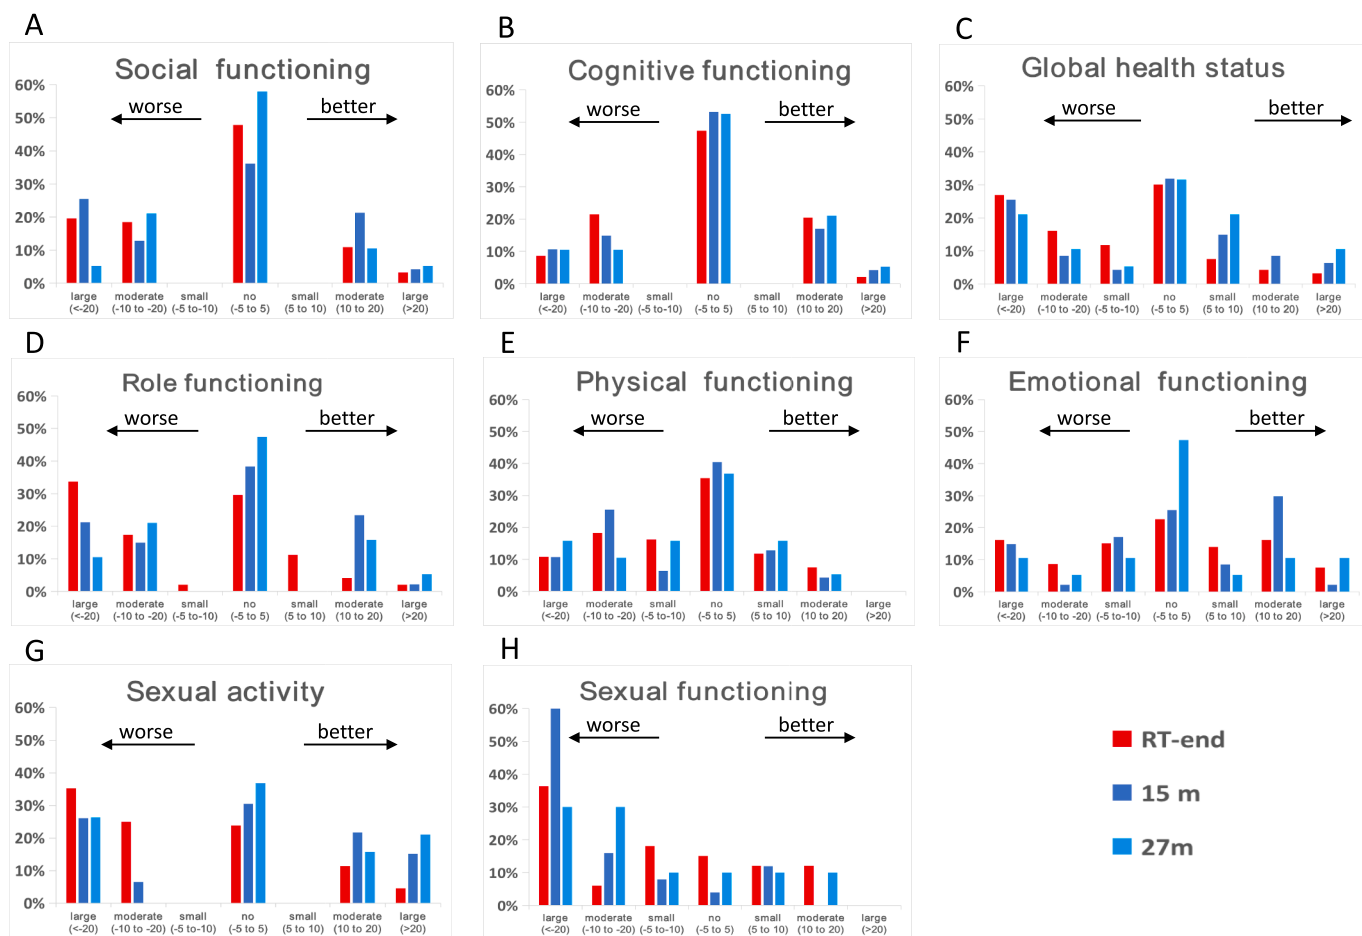 A
Social functioning
60%
50%
40%
30%
20%
10%
0%
worse
better
large moderate small no small moderate large
(<-20) (-10 to -20) (-5 to-10) (-5 to 5) (5 to 10) (10 to 20) (>20)
B
Cognitive functioning
60%
50%
40%
30%
20%
10%
0%
worse
better
large moderate small no small moderate large
(<-20) (-10 to -20) (-5 to-10) (-5 to 5) (5 to 10) (10 to 20) (>20)
C
Global health status
60%
50%
40%
30%
20%
10%
0%
worse
better
large moderate small no small moderate large
(<-20) (-10 to -20) (-5 to-10) (-5 to 5) (5 to 10) (10 to 20) (>20)
D
Role functioning
60%
50%
40%
30%
20%
10%
0%
worse
better
large moderate small no small moderate large
(<-20) (-10 to -20) (-5 to-10) (-5 to 5) (5 to 10) (10 to 20) (>20)
E
Physical functioning
60%
50%
40%
30%
20%
10%
0%
worse
better
large moderate small no small moderate large
(<-20) (-10 to -20) (-5 to-10) (-5 to 5) (5 to 10) (10 to 20) (>20)
F
Emotional functioning
60%
50%
40%
30%
20%
10%
0%
worse
better
large moderate small no small moderate large
(<-20) (-10 to -20) (-5 to-10) (-5 to 5) (5 to 10) (10 to 20) (>20)
G
Sexual activity
60%
50%
40%
30%
20%
10%
0%
worse
better
large moderate small no small moderate large
(<-20) (-10 to -20) (-5 to-10) (-5 to 5) (5 to 10) (10 to 20) (>20)
H
Sexual functioning
60%
50%
40%
30%
20%
10%
0%
worse
better
large moderate small no small moderate large
(<-20) (-10 to -20) (-5 to-10) (-5 to 5) (5 to 10) (10 to 20) (>20)
RT-end
15 m
27m